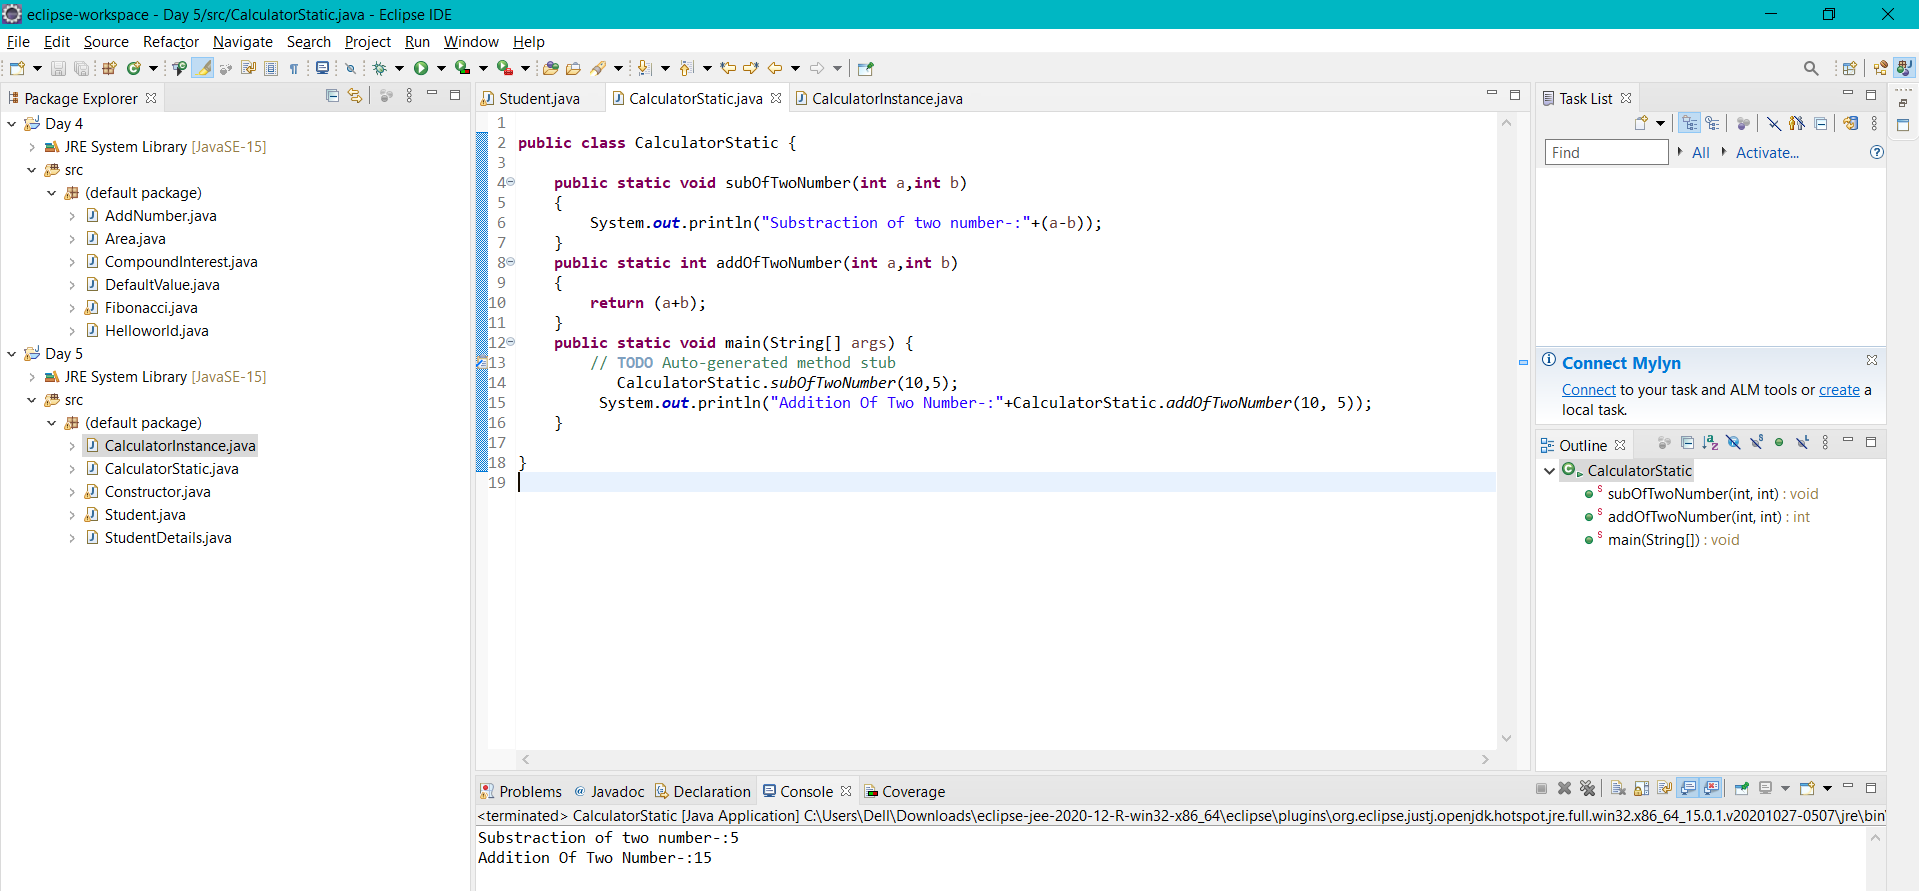 eclipse-workspace - Day 5/src/CalculatorStatic.java - Eclipse IDE
File Edit Source Refactor Navigate Search Project Run Window Help
Package Explorer
Day 4
JRE System Library [JavaSE-15]
src
(default package)
AddNumber.java
Area.java
CompoundInterest.java
DefaultValue.java
Fibonacci.java
Helloworld.java
Day 5
JRE System Library [JavaSE-15]
src
(default package)
CalculatorInstance.java
CalculatorStatic.java
Constructor.java
Student.java
StudentDetails.java
Student.java CalculatorStatic.java CalculatorInstance.java
1
2 public class CalculatorStatic {
3
4 public static void subOfTwoNumber(int a,int b)
5 {
6 System.out.println("Substraction of two number-:"+(a-b));
7 }
8 public static int addOfTwoNumber(int a,int b)
9 {
10 return (a+b);
11 }
12 public static void main(String[] args) {
13 // TODO Auto-generated method stub
14 CalculatorStatic.subOfTwoNumber(10,5);
15 System.out.println("Addition Of Two Number-:"+CalculatorStatic.addOfTwoNumber(10, 5));
16 }
17
18 }
19
Task List
Find All Activate...
Connect Mylyn
Connect to your task and ALM tools or create a
local task.
Outline
CalculatorStatic
subOfTwoNumber(int, int) : void
addOfTwoNumber(int, int) : int
main(String[]) : void
Problems Javadoc Declaration Console Coverage
<terminated> CalculatorStatic [Java Application] C:\Users\Dell\Downloads\eclipse-jee-2020-12-R-win32-x86_64\eclipse\plugins\org.eclipse.justj.openjdk.hotspot.jre.full.win32.x86_64_15.0.1.v20201027-0507\jre\bin
Substraction of two number-:5
Addition Of Two Number-:15